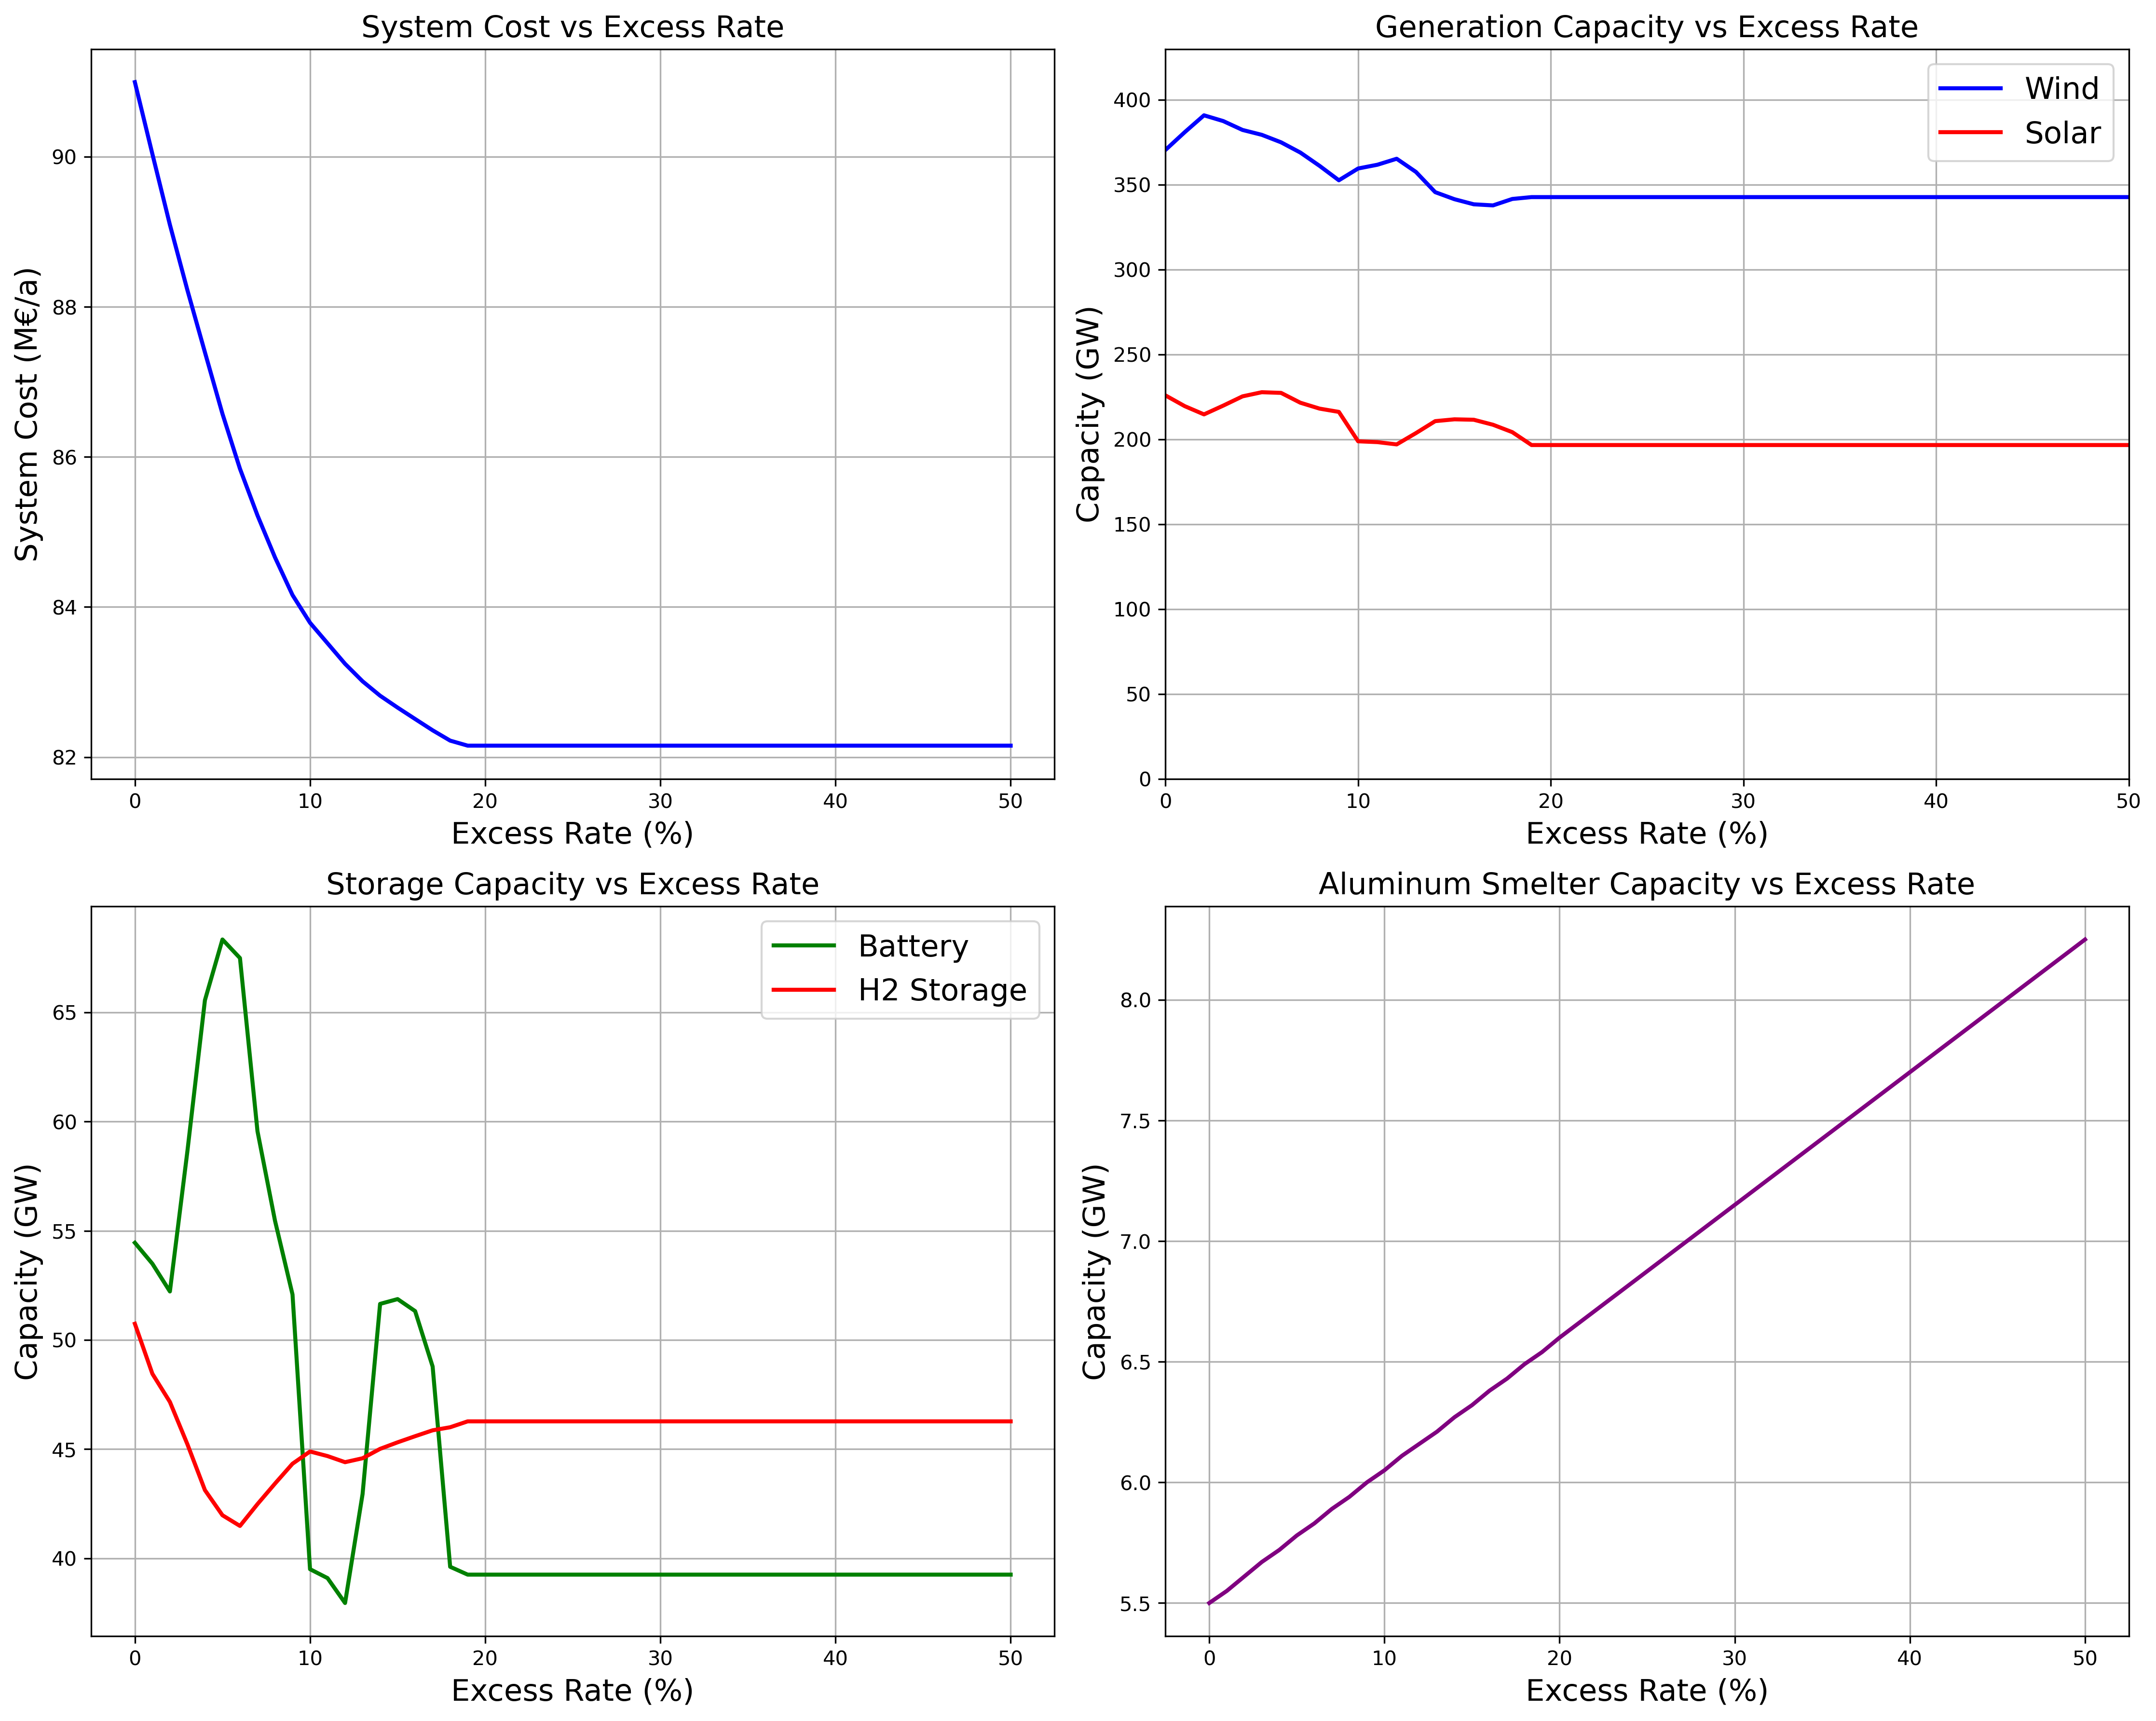 System Cost vs Excess Rate
System Cost (M€/a)
90
88
86
84
82
0 10 20 30 40 50
Excess Rate (%)
Generation Capacity vs Excess Rate
Wind
Solar
Capacity (GW)
400
350
300
250
200
150
100
50
0
0 10 20 30 40 50
Excess Rate (%)
Storage Capacity vs Excess Rate
Battery
H2 Storage
Capacity (GW)
65
60
55
50
45
40
0 10 20 30 40 50
Excess Rate (%)
Aluminum Smelter Capacity vs Excess Rate
Capacity (GW)
8.0
7.5
7.0
6.5
6.0
5.5
0 10 20 30 40 50
Excess Rate (%)